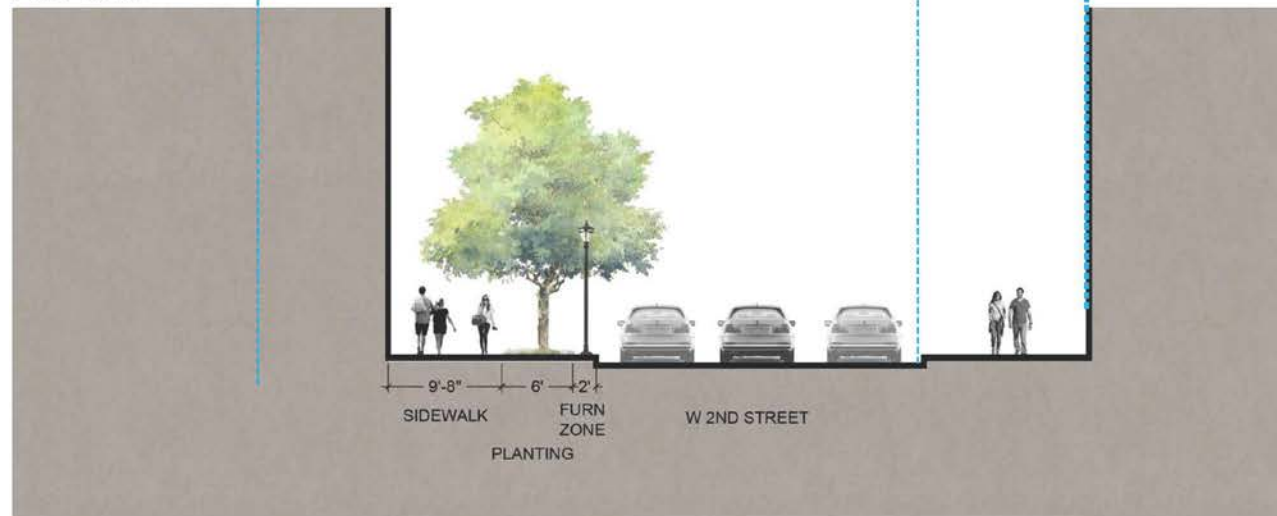 9'-8" 6' 2'
SIDEWALK
FURN
ZONE
W 2ND STREET
PLANTING